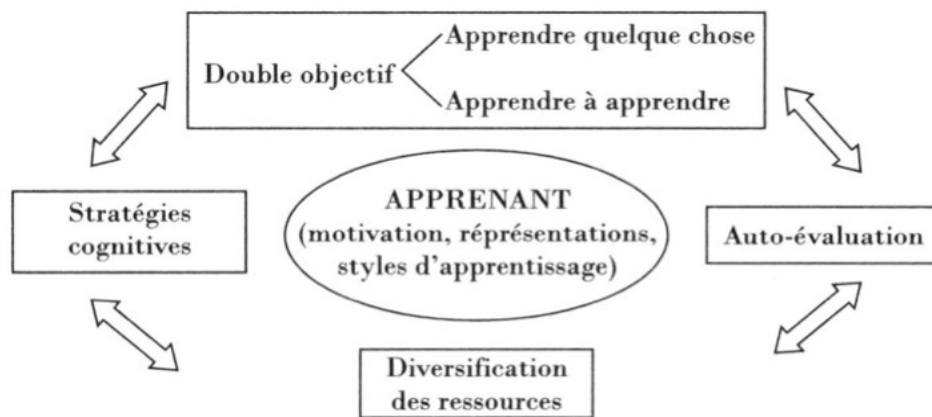 Apprendre quelque chose
Double objectif
Apprendre à apprendre
Stratégies
cognitives
APPRENANT
(motivation, réprésentations,
styles d'apprentissage)
Auto-évaluation
Diversification
des ressources